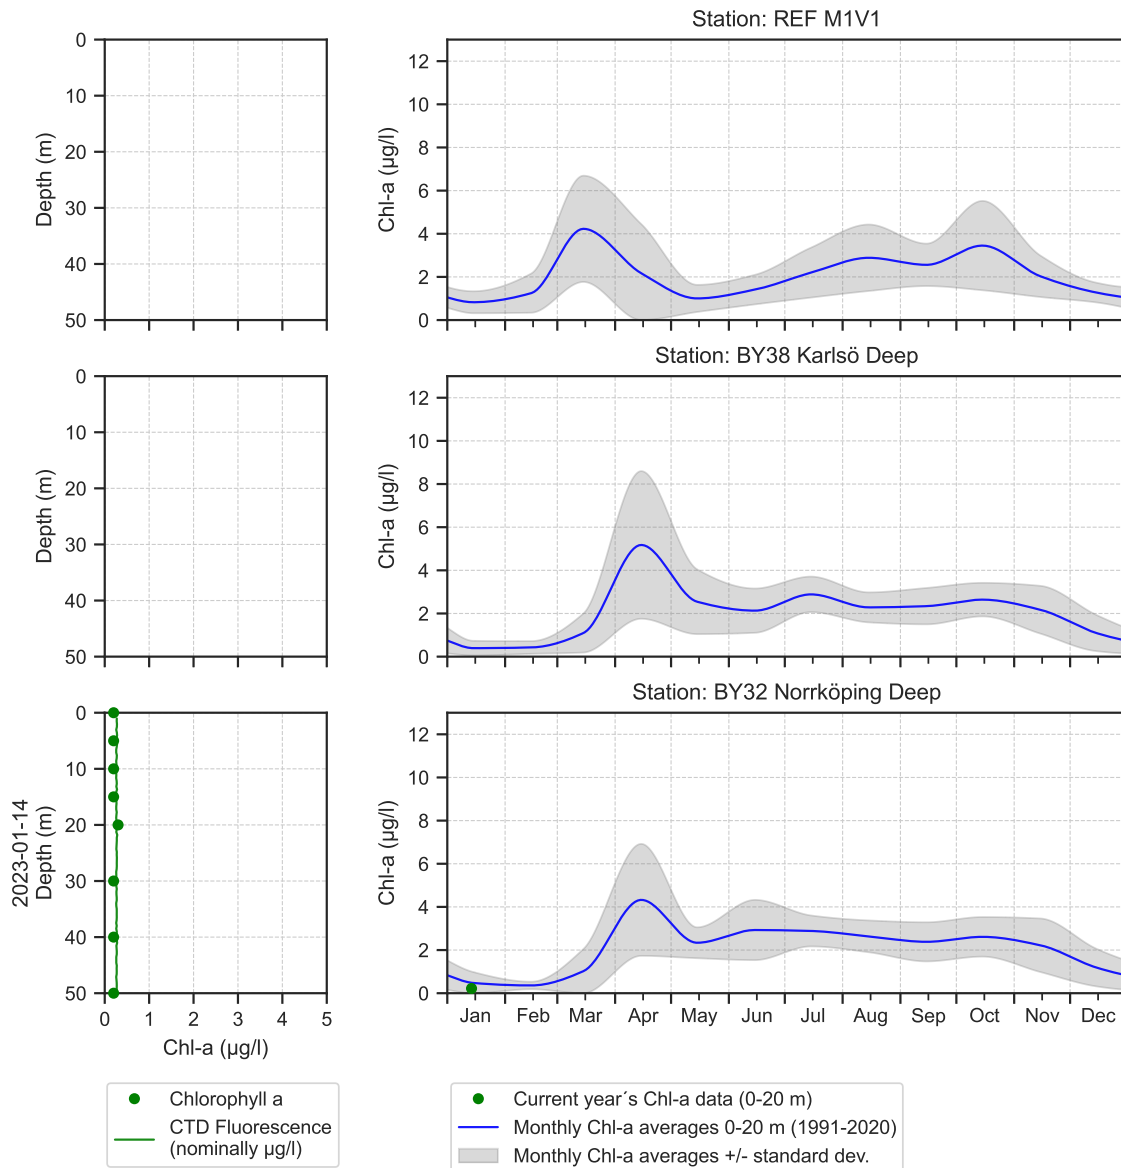 Station: REF M1V1
0
10
20
30
40
50
Depth (m)
12
10
8
6
4
2
0
Chl-a (µg/l)
Station: BY38 Karlsö Deep
0
10
20
30
40
50
Depth (m)
12
10
8
6
4
2
0
Chl-a (µg/l)
Station: BY32 Norrköping Deep
0
10
20
30
40
50
2023-01-14
Depth (m)
0 1 2 3 4 5
Chl-a (µg/l)
12
10
8
6
4
2
0
Chl-a (µg/l)
Jan Feb Mar Apr May Jun Jul Aug Sep Oct Nov Dec
Chlorophyll a
CTD Fluorescence
(nominally µg/l)
Current year´s Chl-a data (0-20 m)
Monthly Chl-a averages 0-20 m (1991-2020)
Monthly Chl-a averages +/- standard dev.